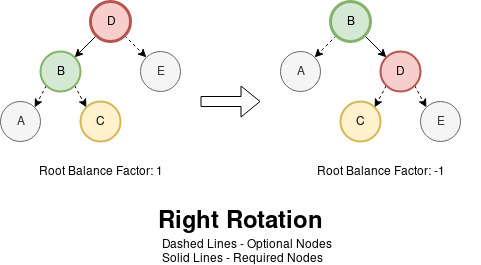 D
B
E
A
C
Root Balance Factor: 1
B
A
D
C
E
Root Balance Factor: -1
Right Rotation
Dashed Lines - Optional Nodes
Solid Lines - Required Nodes